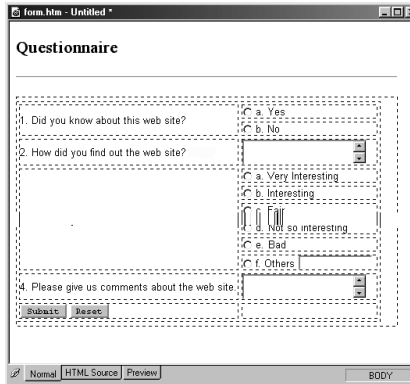 form.htm - Untitled *
Questionnaire
1. Did you know about this web site?
a. Yes
b. No
2. How did you find out the web site?
a. Very Interesting
b. Interesting
c. Fair
d. Not so interesting
e. Bad
f. Others
4. Please give us comments about the web site.
Submit Reset
Normal HTML Source Preview BODY